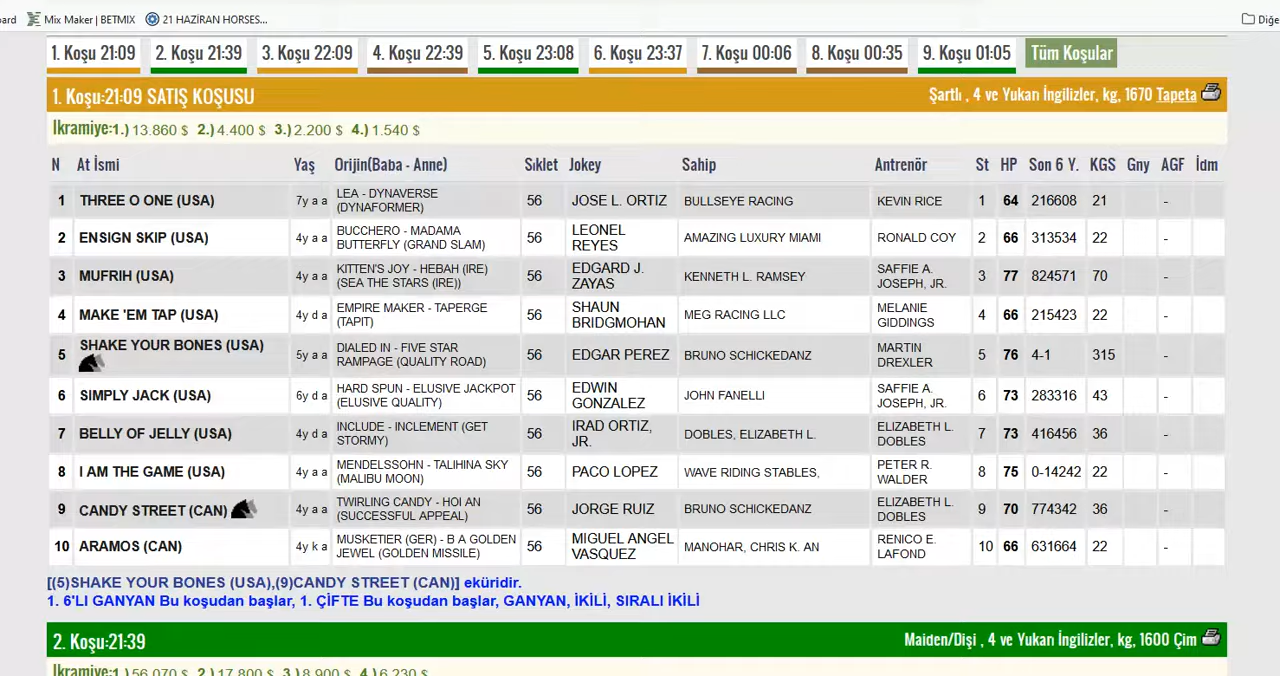 ard Mix Maker | BETMIX 21 HAZİRAN HORSES... Diğe
1. Koşu 21:09 2. Koşu 21:39 3. Koşu 22:09 4. Koşu 22:39 5. Koşu 23:08 6. Koşu 23:37 7. Koşu 00:06 8. Koşu 00:35 9. Koşu 01:05 Tüm Koşular
1. Koşu:21:09 SATIŞ KOŞUSU Şartlı , 4 ve Yukarı İngilizler, kg, 1670 Tapeta
İkramiye:1.) 13.860 $ 2.) 4.400 $ 3.) 2.200 $ 4.) 1.540 $
N At İsmi Yaş Orijin(Baba - Anne) Sıklet Jokey Sahip Antrenör St HP Son 6 Y. KGS Gny AGF İdm
1 THREE O ONE (USA) 7y a a LEA - DYNAVERSE (DYNAFORMER) 56 JOSE L. ORTIZ BULLSEYE RACING KEVIN RICE 1 64 216608 21 -
2 ENSIGN SKIP (USA) 4y a a BUCCHERO - MADAMA BUTTERFLY (GRAND SLAM) 56 LEONEL REYES AMAZING LUXURY MIAMI RONALD COY 2 66 313534 22 -
3 MUFRIH (USA) 4y a a KITTEN'S JOY - HEBAH (IRE) (SEA THE STARS (IRE)) 56 EDGARD J. ZAYAS KENNETH L. RAMSEY SAFFIE A. JOSEPH, JR. 3 77 824571 70 -
4 MAKE 'EM TAP (USA) 4y d a EMPIRE MAKER - TAPERGE (TAPIT) 56 SHAUN BRIDGMOHAN MEG RACING LLC MELANIE GIDDINGS 4 66 215423 22 -
5 SHAKE YOUR BONES (USA) 5y a a DIALED IN - FIVE STAR RAMPAGE (QUALITY ROAD) 56 EDGAR PEREZ BRUNO SCHICKEDANZ MARTIN DREXLER 5 76 4-1 315 -
6 SIMPLY JACK (USA) 6y d a HARD SPUN - ELUSIVE JACKPOT (ELUSIVE QUALITY) 56 EDWIN GONZALEZ JOHN FANELLI SAFFIE A. JOSEPH, JR. 6 73 283316 43 -
7 BELLY OF JELLY (USA) 4y d a INCLUDE - INCLEMENT (GET STORMY) 56 IRAD ORTIZ, JR. DOBLES, ELIZABETH L. ELIZABETH L. DOBLES 7 73 416456 36 -
8 I AM THE GAME (USA) 4y a a MENDELSSOHN - TALIHINA SKY (MALIBU MOON) 56 PACO LOPEZ WAVE RIDING STABLES, PETER R. WALDER 8 75 0-14242 22 -
9 CANDY STREET (CAN) 4y a a TWIRLING CANDY - HOI AN (SUCCESSFUL APPEAL) 56 JORGE RUIZ BRUNO SCHICKEDANZ ELIZABETH L. DOBLES 9 70 774342 36 -
10 ARAMOS (CAN) 4y k a MUSKETIER (GER) - B A GOLDEN JEWEL (GOLDEN MISSILE) 56 MIGUEL ANGEL VASQUEZ MANOHAR, CHRIS K. AN RENICO E. LAFOND 10 66 631664 22 -
[(5)SHAKE YOUR BONES (USA),(9)CANDY STREET (CAN)] eküridir.
1. 6'LI GANYAN Bu koşudan başlar, 1. ÇİFTE Bu koşudan başlar, GANYAN, İKİLİ, SIRALI İKİLİ
2. Koşu:21:39 Maiden/Dişi , 4 ve Yukarı İngilizler, kg, 1600 Çim
İkramiye:1.) 56.070 $ 2.) 17.800 $ 3.) 8.900 $ 4.) 6.230 $